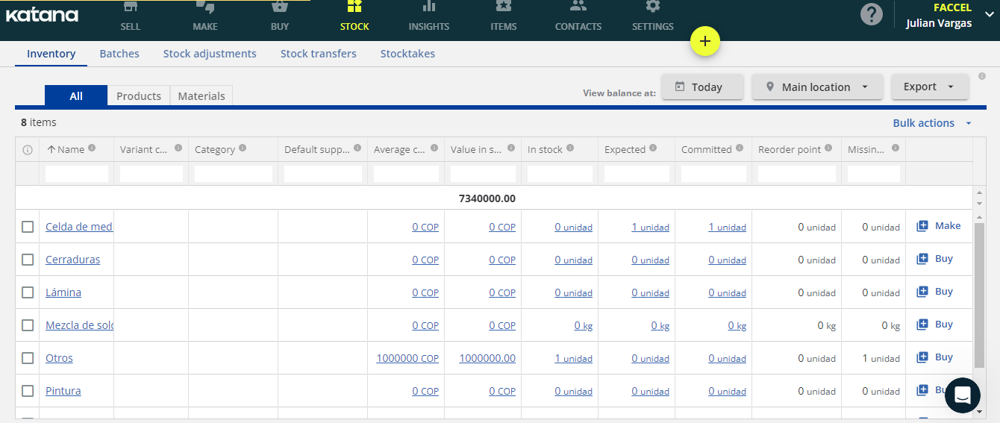 katana
SELL MAKE BUY STOCK INSIGHTS ITEMS CONTACTS SETTINGS
?
FACCEL
Julian Vargas
+
Inventory Batches Stock adjustments Stock transfers Stocktakes
All Products Materials
View balance at: Today Main location Export
8 items
Bulk actions
Name Variant c... Category Default supp... Average c... Value in s... In stock Expected Committed Reorder point Missin...
7340000.00
Celda de med 0 COP 0 COP 0 unidad 1 unidad 1 unidad 0 unidad 0 unidad Make
Cerraduras 0 COP 0 COP 0 unidad 0 unidad 0 unidad 0 unidad 0 unidad Buy
Lámina 0 COP 0 COP 0 unidad 0 unidad 0 unidad 0 unidad 0 unidad Buy
Mezcla de solo 0 COP 0 COP 0 kg 0 kg 0 kg 0 kg 0 kg Buy
Otros 1000000 COP 1000000.00 1 unidad 0 unidad 0 unidad 0 unidad 1 unidad Buy
Pintura 0 COP 0 COP 0 unidad 0 unidad 0 unidad 0 unidad 0 unidad